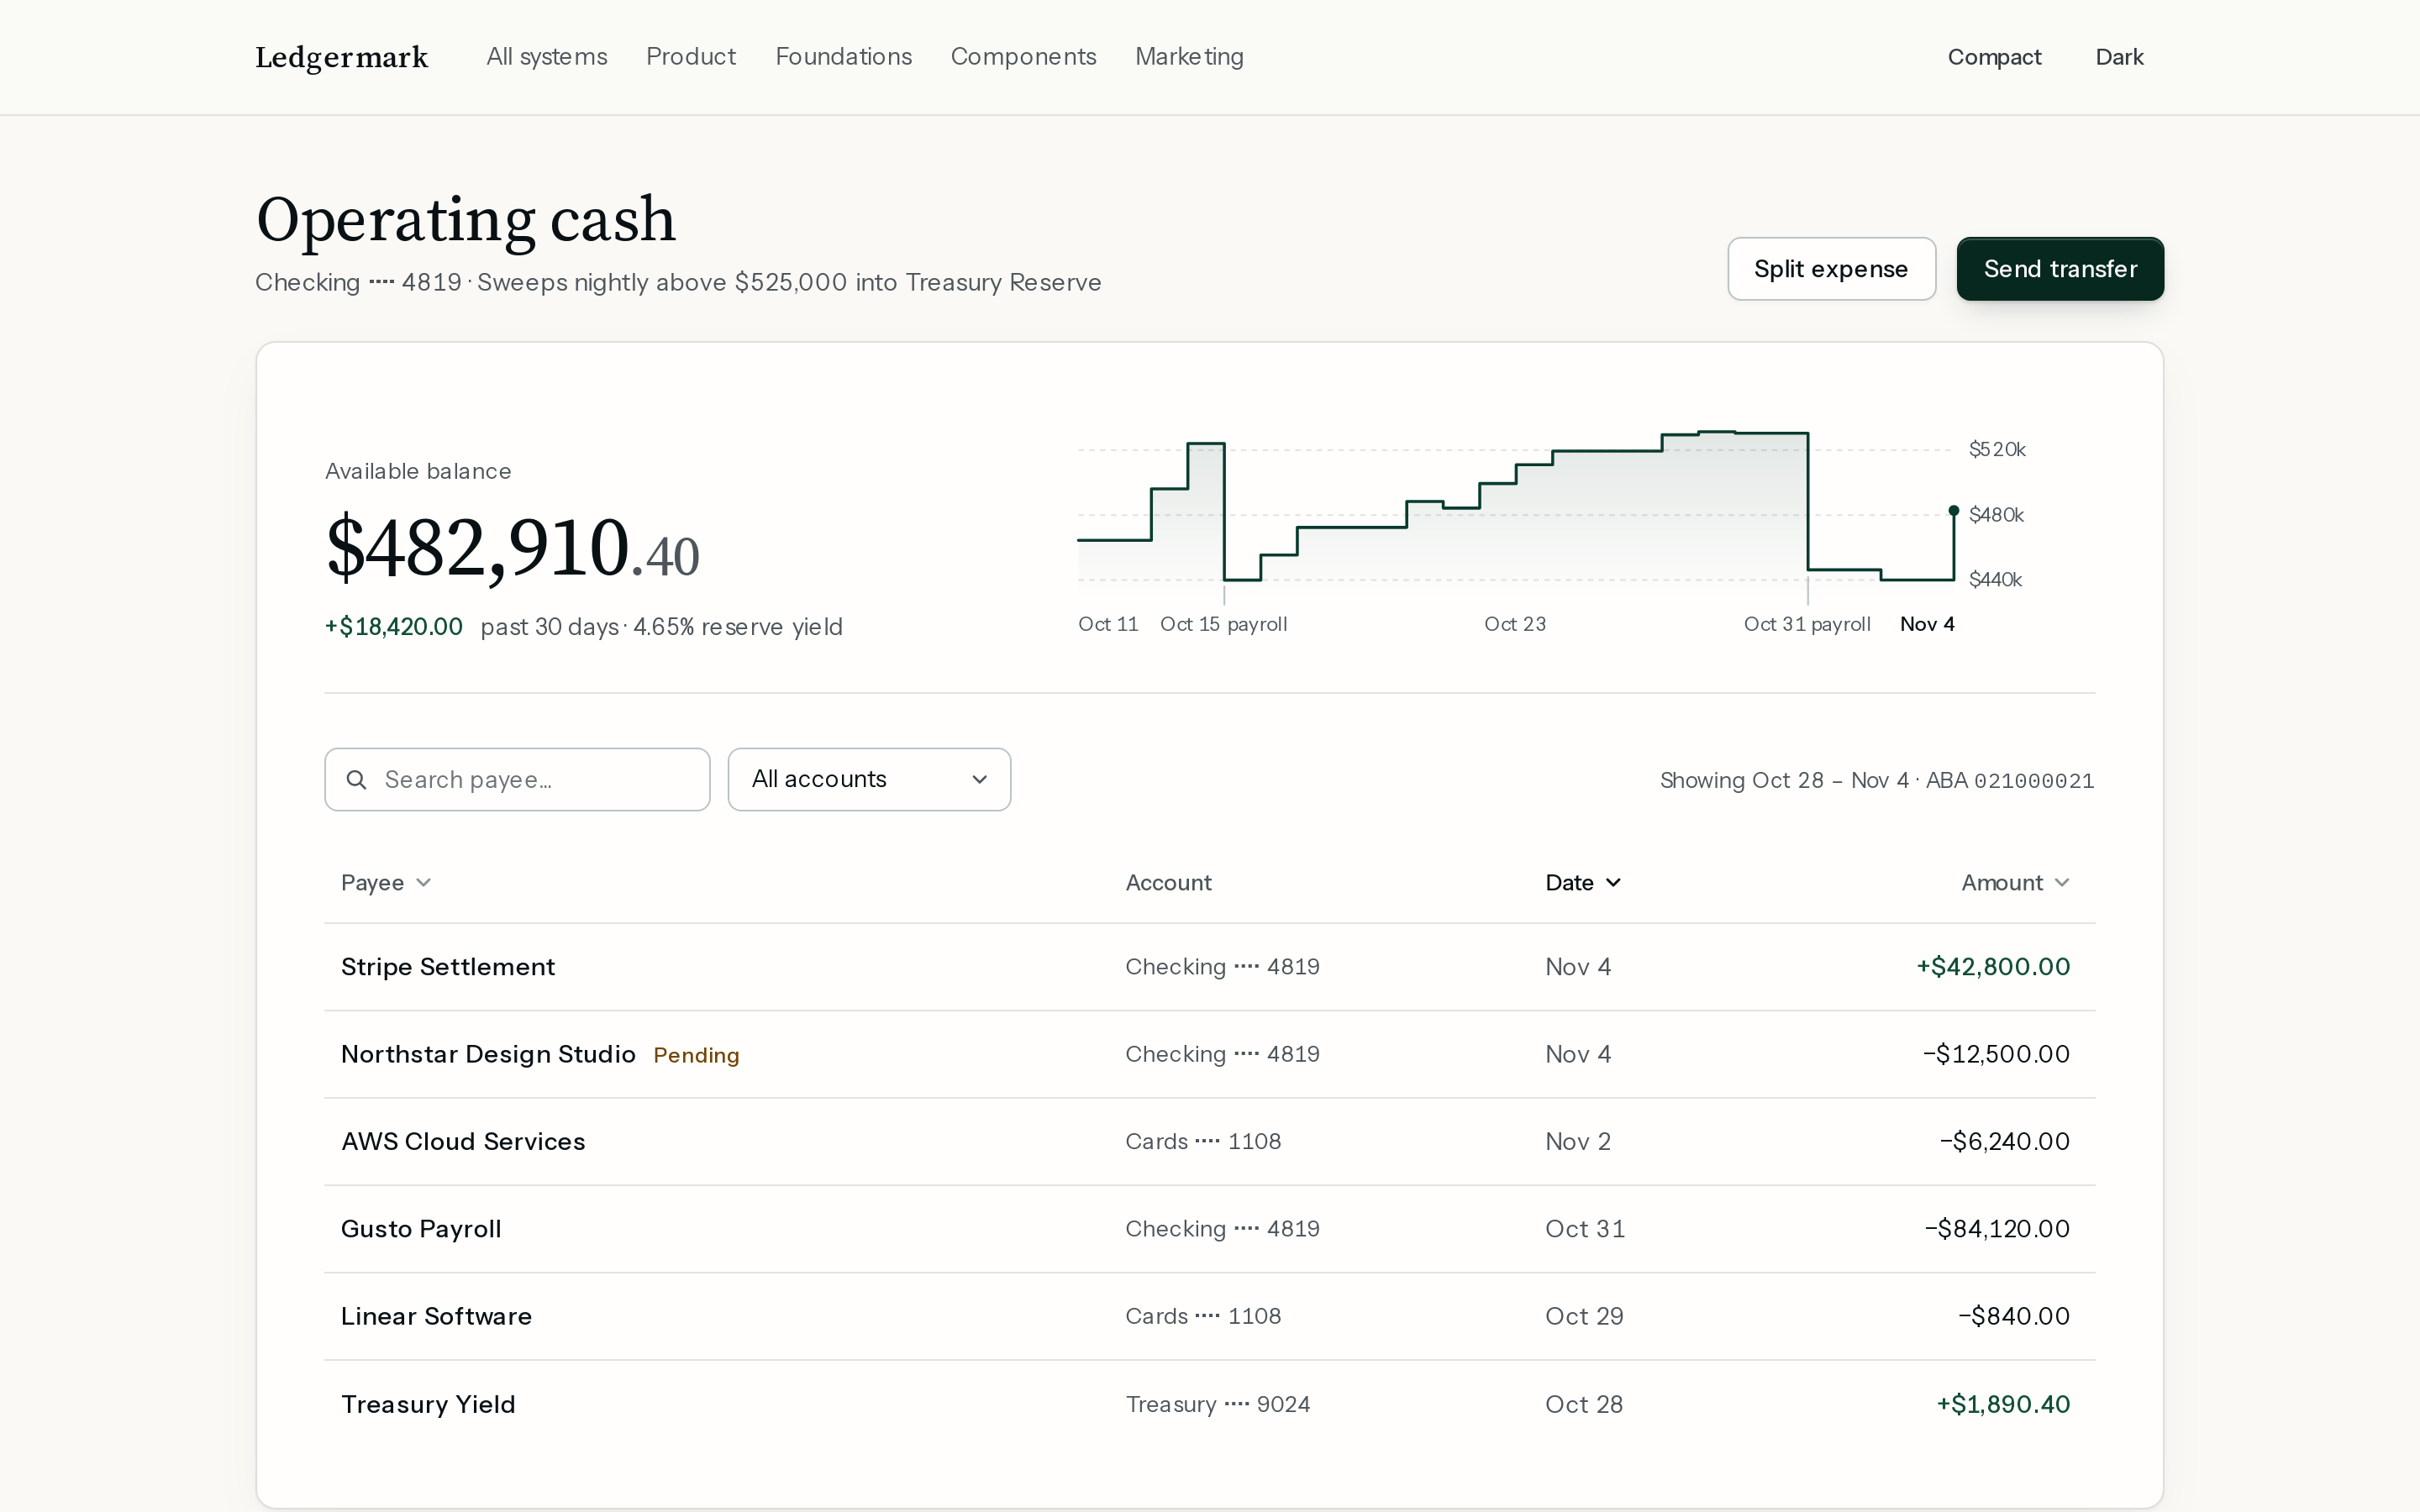 Ledgermark All systems Product Foundations Components Marketing Compact Dark
Operating cash
Checking ···· 4819 · Sweeps nightly above $525,000 into Treasury Reserve
Split expense Send transfer
Available balance
$482,910.40
+$18,420.00 past 30 days · 4.65% reserve yield
$520k
$480k
$440k
Oct 11 Oct 15 payroll Oct 23 Oct 31 payroll Nov 4
Search payee... All accounts Showing Oct 28 – Nov 4 · ABA 021000021
Payee Account Date Amount
Stripe Settlement Checking ···· 4819 Nov 4 +$42,800.00
Northstar Design Studio Pending Checking ···· 4819 Nov 4 −$12,500.00
AWS Cloud Services Cards ···· 1108 Nov 2 −$6,240.00
Gusto Payroll Checking ···· 4819 Oct 31 −$84,120.00
Linear Software Cards ···· 1108 Oct 29 −$840.00
Treasury Yield Treasury ···· 9024 Oct 28 +$1,890.40